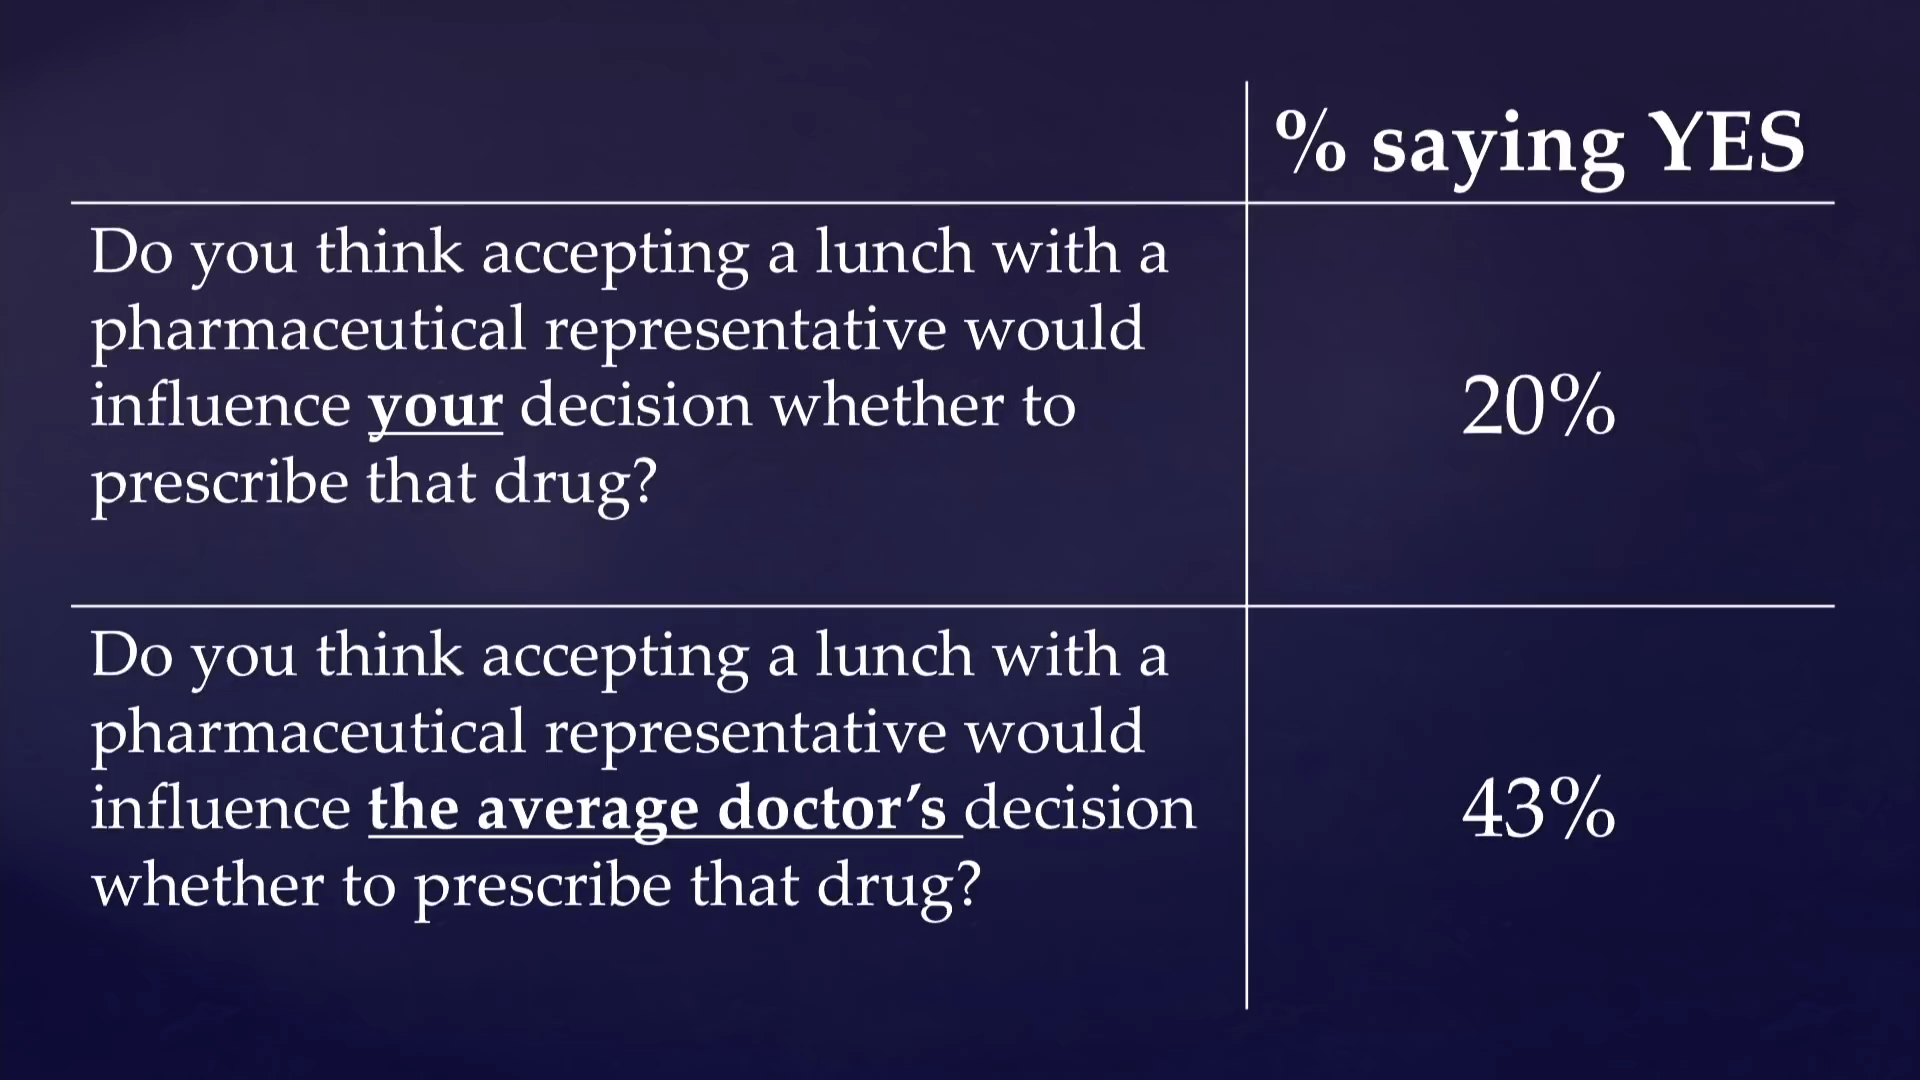 % saying YES
Do you think accepting a lunch with a
pharmaceutical representative would
influence your decision whether to
prescribe that drug?
20%
Do you think accepting a lunch with a
pharmaceutical representative would
influence the average doctor’s decision
whether to prescribe that drug?
43%